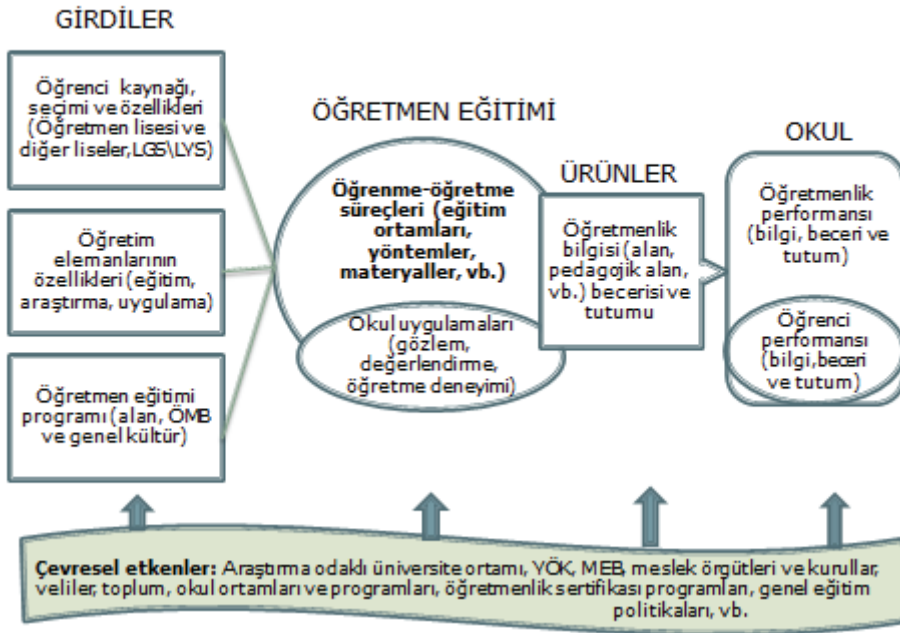 GİRDİLER
Öğrenci kaynağı,
seçimi ve özellikleri
(Öğretmen lisesi ve
diğer liseler,LGS\LYS)
Öğretim
elemanlarının
özellikleri (eğitim,
araştırma, uygulama)
Öğretmen eğitimi
programı (alan, ÖMB
ve genel kültür)
ÖĞRETMEN EĞİTİMİ
Öğrenme-öğretme
süreçleri (eğitim
ortamları,
yöntemler,
materyaller, vb.)
Okul uygulamaları
(gözlem,
değerlendirme,
öğretme deneyimi)
ÜRÜNLER
Öğretmenlik
bilgisi (alan,
pedagojik alan,
vb.) becerisi ve
tutumu
OKUL
Öğretmenlik
performansı
(bilgi, beceri ve
tutum)
Öğrenci
performansı
(bilgi,beceri
ve tutum)
Çevresel etkenler: Araştırma odaklı üniversite ortamı, YÖK, MEB, meslek örgütleri ve kurullar,
veliler, toplum, okul ortamları ve programları, öğretmenlik sertifikası programları, genel eğitim
politikaları, vb.